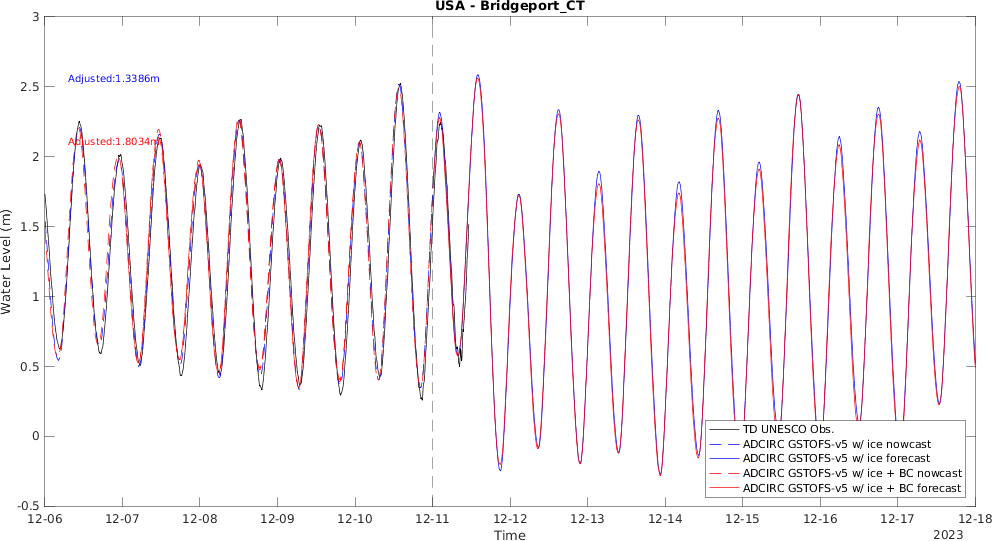 USA - Bridgeport_CT
3
2.5
2
1.5
1
0.5
0
-0.5
Water Level (m)
Adjusted:1.3386m
Adjusted:1.8034m
TD UNESCO Obs.
ADCIRC GSTOFS-v5 w/ ice nowcast
ADCIRC GSTOFS-v5 w/ ice forecast
ADCIRC GSTOFS-v5 w/ ice + BC nowcast
ADCIRC GSTOFS-v5 w/ ice + BC forecast
12-06 12-07 12-08 12-09 12-10 12-11 12-12 12-13 12-14 12-15 12-16 12-17 12-18
Time
2023